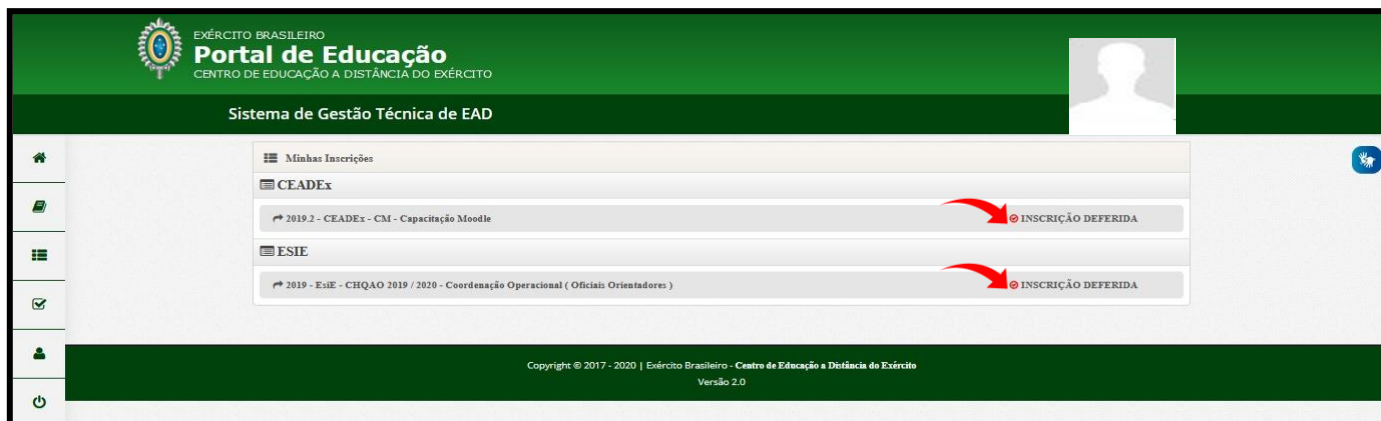 EXÉRCITO BRASILEIRO
Portal de Educação
CENTRO DE EDUCAÇÃO A DISTÂNCIA DO EXÉRCITO
Sistema de Gestão Técnica de EAD
Minhas Inscrições
CEADEx
2019.2 - CEADEx - CM - Capacitação Moodle INSCRIÇÃO DEFERIDA
ESIE
2019 - EsiE - CHQAO 2019 / 2020 - Coordenação Operacional ( Oficiais Orientadores ) INSCRIÇÃO DEFERIDA
Copyright © 2017 - 2020 | Exército Brasileiro - Centro de Educação a Distância do Exército
Versão 2.0